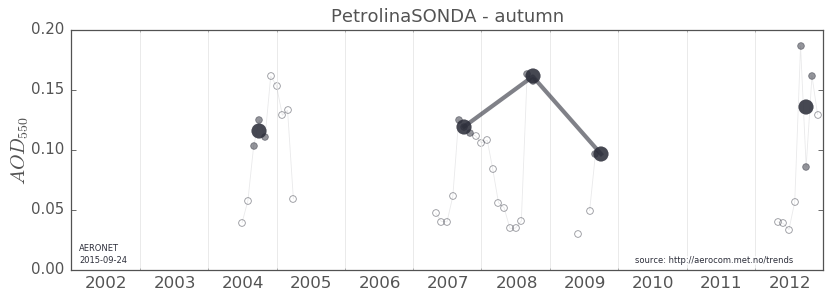 PetrolinaSONDA - autumn
0.20
0.15
0.10
0.05
0.00
AOD550
AERONET
2015-09-24
source: http://aerocom.met.no/trends
2002 2003 2004 2005 2006 2007 2008 2009 2010 2011 2012